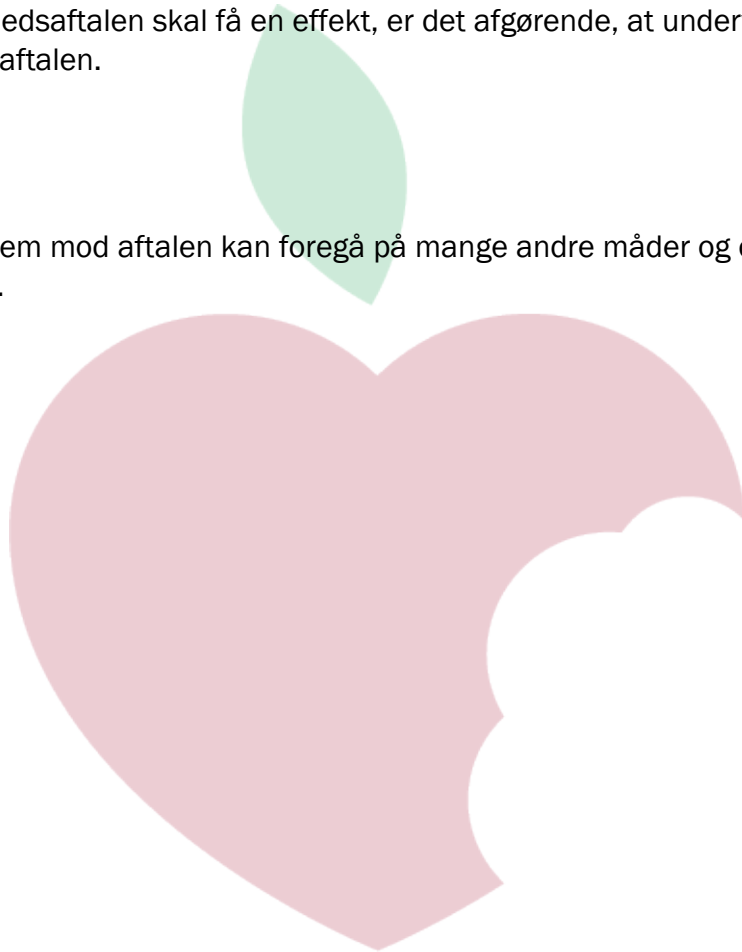 edsaftalen skal få en effekt, er det afgørende, at under
aftalen.
em mod aftalen kan foregå på mange andre måder og
.